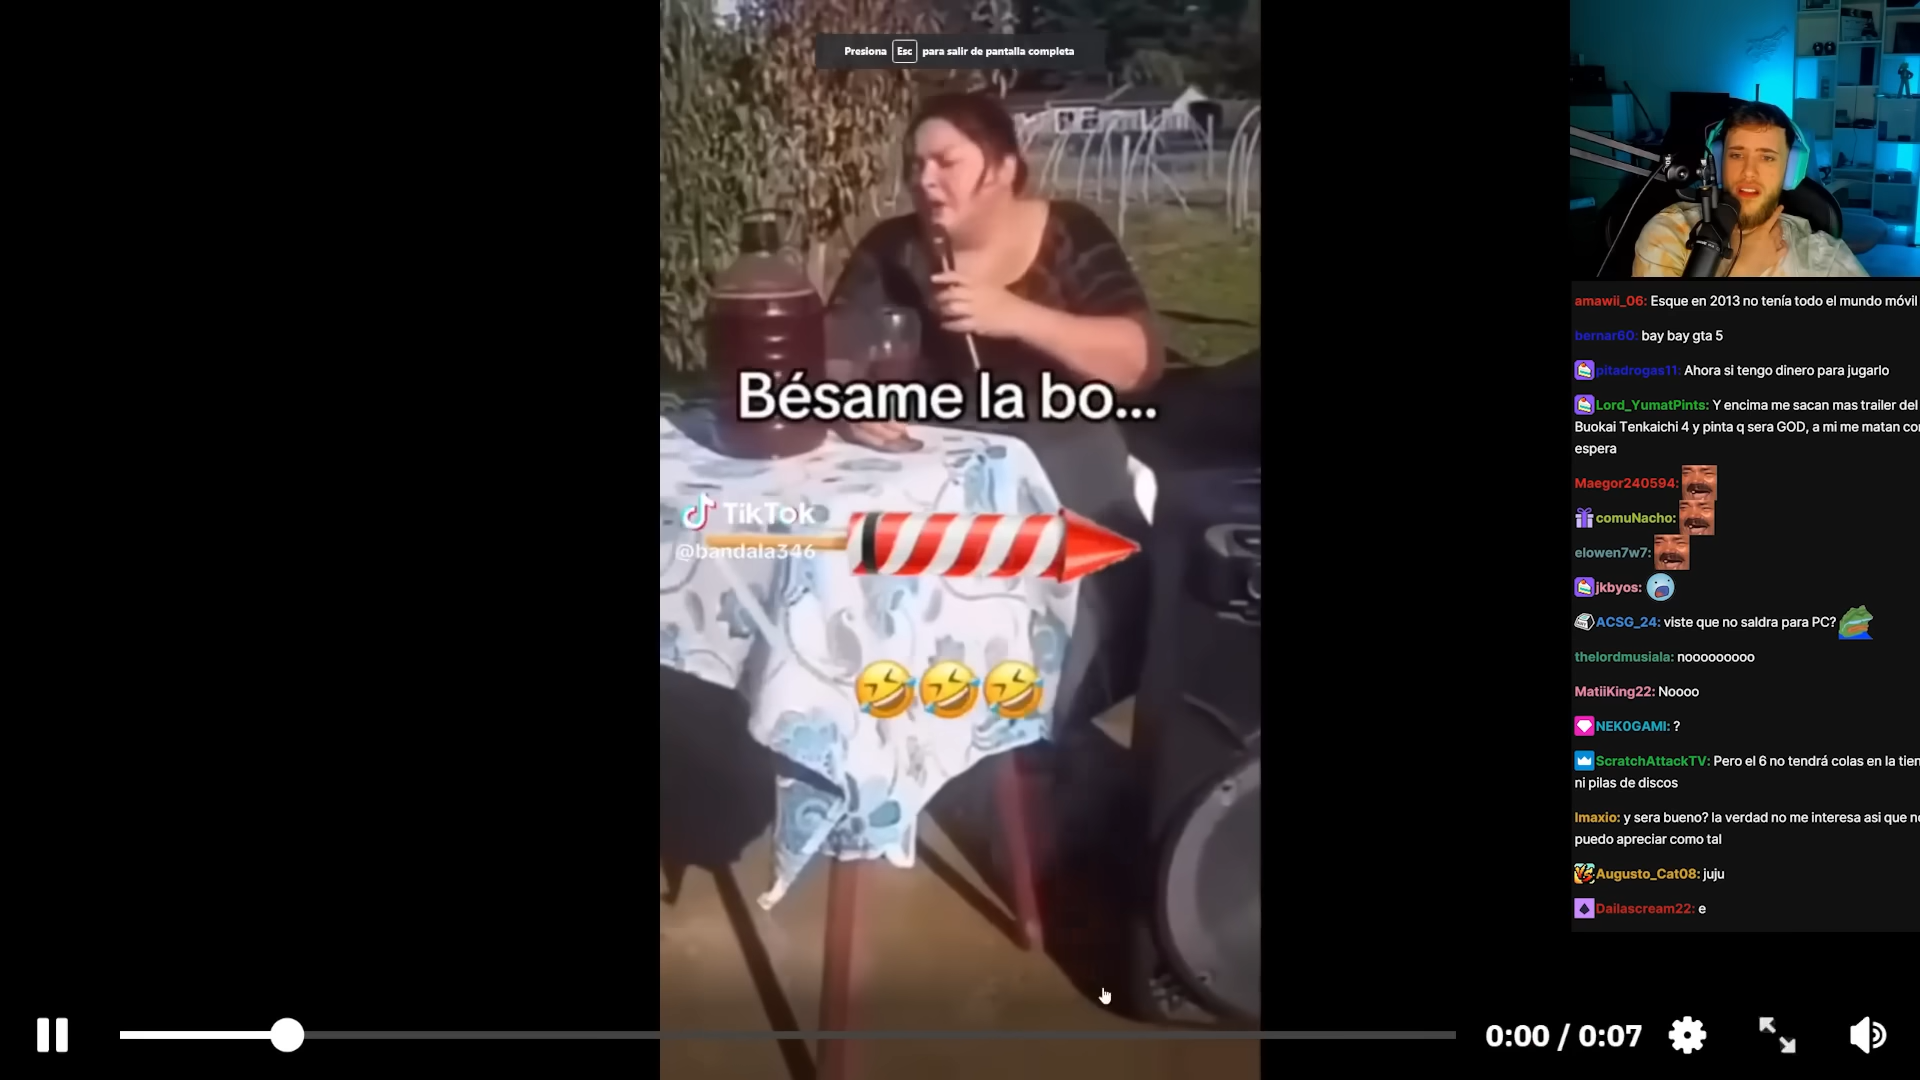 Presiona Esc para salir de pantalla completa
Bésame la bo...
TikTok
@bandala346
amawii_06: Esque en 2013 no tenía todo el mundo móvil
bernar60: bay bay gta 5
pitadrogas11: Ahora si tengo dinero para jugarlo
Lord_YumatPints: Y encima me sacan mas trailer del
Buokai Tenkaichi 4 y pinta q sera GOD, a mi me matan con
espera
Maegor240594:
comuNacho:
elowen7w7:
jkbyos:
ACSG_24: viste que no saldra para PC?
thelordmusiala: nooooooooo
MatiiKing22: Noooo
NEK0GAMI: ?
ScratchAttackTV: Pero el 6 no tendrá colas en la tien
ni pilas de discos
Imaxio: y sera bueno? la verdad no me interesa asi que no
puedo apreciar como tal
Augusto_Cat08: juju
Dailascream22: e
0:00 / 0:07